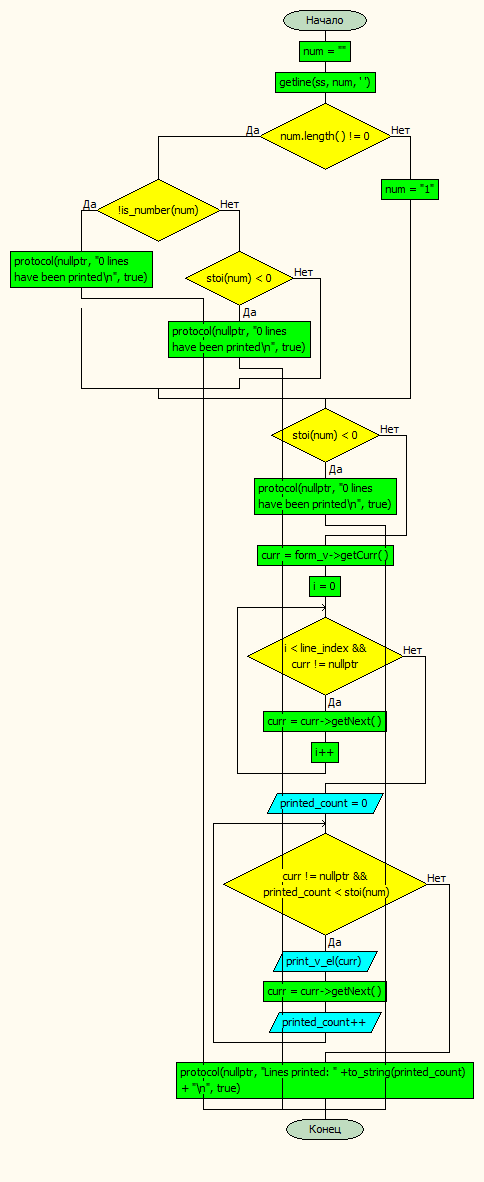 Начало
num = ""
getline(ss, num, ' ')
num.length( ) != 0
Да
Нет
num = "1"
!is_number(num)
Да
Нет
protocol(nullptr, "0 lines
have been printed\n", true)
stoi(num) < 0
Нет
Да
protocol(nullptr, "0 lines
have been printed\n", true)
stoi(num) < 0
Нет
Да
protocol(nullptr, "0 lines
have been printed\n", true)
curr = form_v->getCurr( )
i = 0
i < line_index &&
curr != nullptr
Нет
Да
curr = curr->getNext( )
i++
printed_count = 0
curr != nullptr &&
printed_count < stoi(num)
Нет
Да
print_v_el(curr)
curr = curr->getNext( )
printed_count++
protocol(nullptr, "Lines printed: " +to_string(printed_count)
+ "\n", true)
Конец